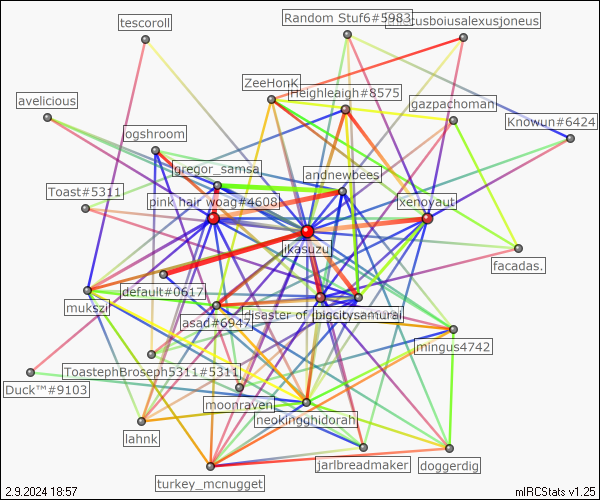 tescoroll
Random Stuf6#5983
cusboiusalexusjoneus
ZeeHonK
Heighleaigh#8575
avelicious
gazpachoman
Knowun#6424
ogshroom
gregor_samsa
andnewbees
Toast#5311
pink hair woag#4608
xenoyaut
jkasuzu
facadas.
default#0617
mukszi
disaster of
bigcitysamurai
asad#6947
mingus4742
ToastephBroseph5311#5311
Duck™#9103
moonraven
neokingghidorah
lahnk
jarlbreadmaker
doggerdig
turkey_mcnugget
2.9.2024 18:57
mIRCStats v1.25